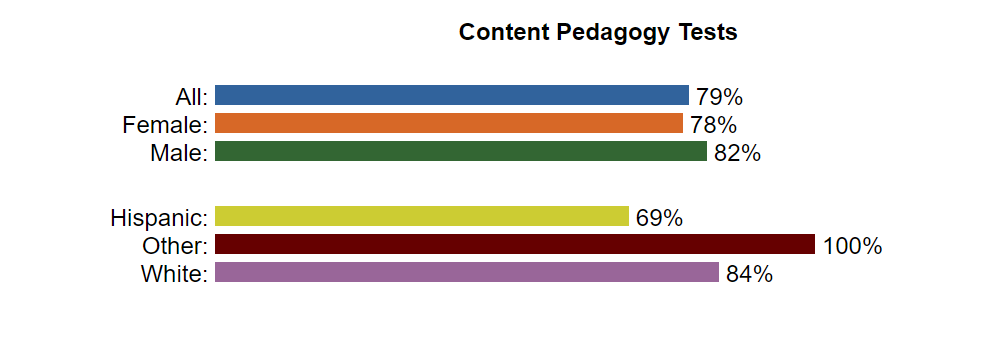 Content Pedagogy Tests
All: 79%
Female: 78%
Male: 82%
Hispanic: 69%
Other: 100%
White: 84%